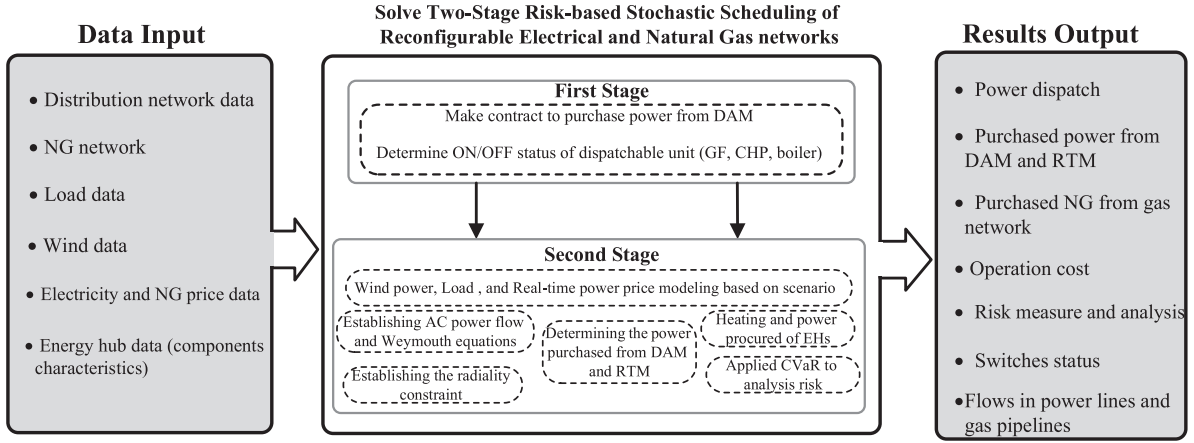 Solve Two-Stage Risk-based Stochastic Scheduling of
Reconfigurable Electrical and Natural Gas networks
Data Input
• Distribution network data
• NG network
• Load data
• Wind data
• Electricity and NG price data
• Energy hub data (components
characteristics)
First Stage
Make contract to purchase power from DAM
Determine ON/OFF status of dispatchable unit (GF, CHP, boiler)
Second Stage
Wind power, Load , and Real-time power price modeling based on scenario
Establishing AC power flow
and Weymouth equations
Establishing the radiality
constraint
Determining the power
purchased from DAM
and RTM
Heating and power
procured of EHs
Applied CVaR to
analysis risk
Results Output
• Power dispatch
• Purchased power from
DAM and RTM
• Purchased NG from gas
network
• Operation cost
• Risk measure and analysis
• Switches status
•Flows in power lines and
gas pipelines